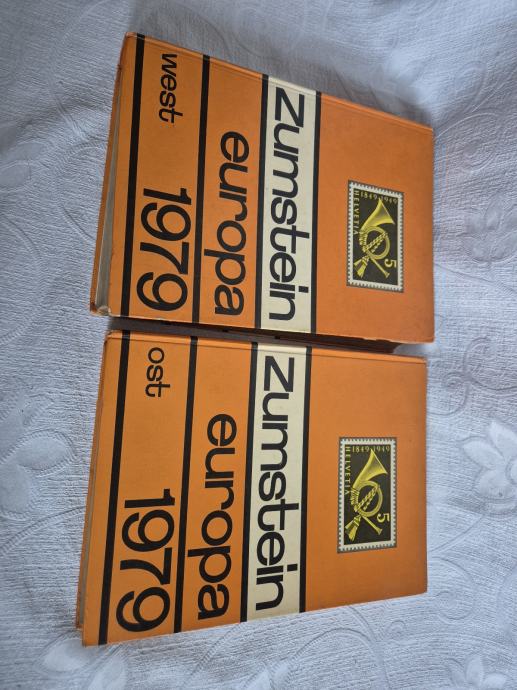 1849-1949
HELVETIA
5
zumstein
europa
west 1979
1849-1949
HELVETIA
5
zumstein
europa
ost 1979